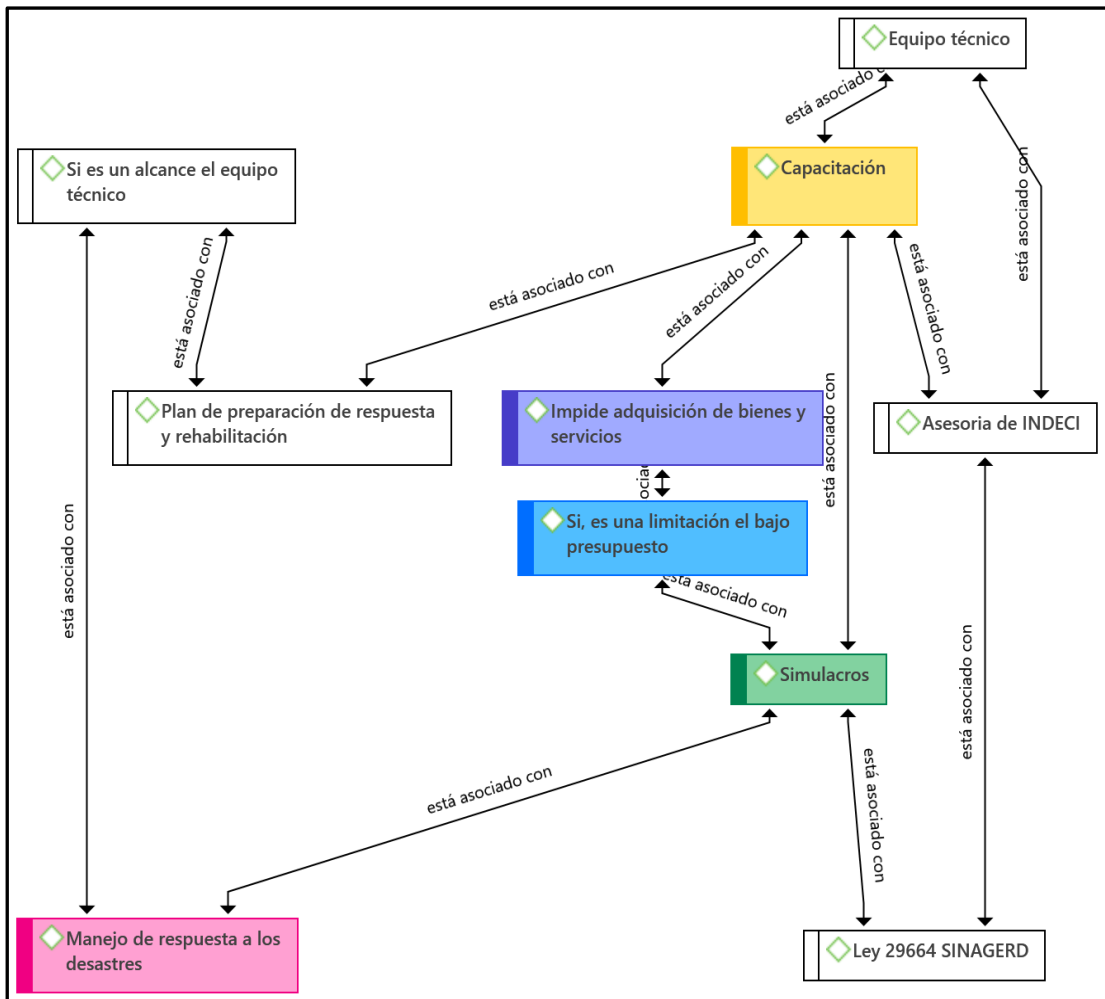 Equipo técnico
está asociado
está asociado con
Si es un alcance el equipo
técnico
Capacitación
está asociado con
está asociado con
está asociado con
está asociado con
está asociado con
está asociado con
Plan de preparación de respuesta
y rehabilitación
Impide adquisición de bienes y
servicios
Asesoria de INDECI
Si, es una limitación el bajo
presupuesto
está asociado con
está asociado con
Simulacros
está asociado con
está asociado con
está asociado con
Manejo de respuesta a los
desastres
Ley 29664 SINAGERD